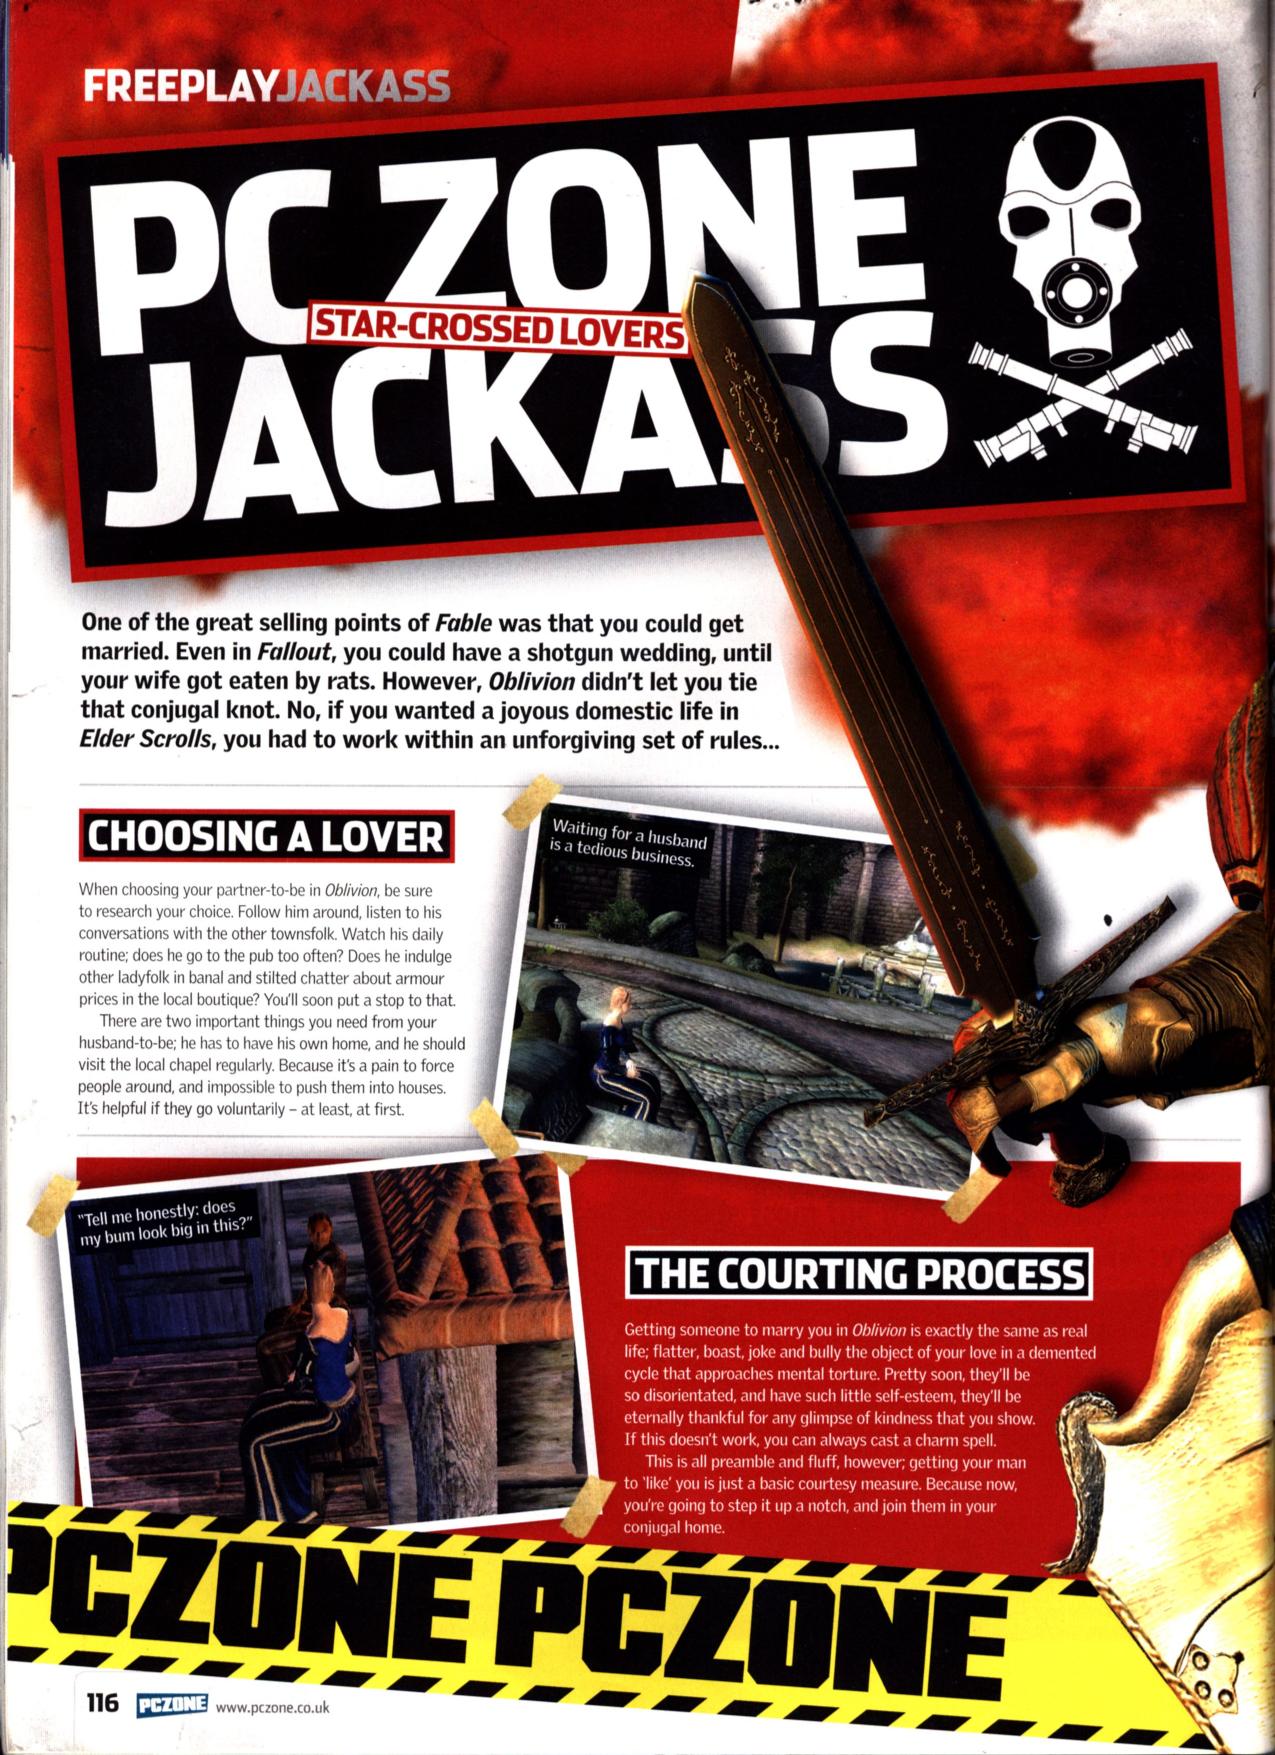 FREEPLAYJACKASS
PC ZONE
STAR-CROSSED LOVERS
JACKASS
One of the great selling points of Fable was that you could get
married. Even in Fallout, you could have a shotgun wedding, until
your wife got eaten by rats. However, Oblivion didn't let you tie
that conjugal knot. No, if you wanted a joyous domestic life in
Elder Scrolls, you had to work within an unforgiving set of rules...
CHOOSING A LOVER
When choosing your partner-to-be in Oblivion, be sure
to research your choice. Follow him around, listen to his
conversations with the other townsfolk. Watch his daily
routine; does he go to the pub too often? Does he indulge
other ladyfolk in banal and stilted chatter about armour
prices in the local boutique? You'll soon put a stop to that.
There are two important things you need from your
husband-to-be; he has to have his own home, and he should
visit the local chapel regularly. Because it's a pain to force
people around, and impossible to push them into houses.
It's helpful if they go voluntarily – at least, at first.
Waiting for a husband
is a tedious business.
"Tell me honestly: does
my bum look big in this?"
THE COURTING PROCESS
Getting someone to marry you in Oblivion is exactly the same as real
life; flatter, boast, joke and bully the object of your love in a demented
cycle that approaches mental torture. Pretty soon, they'll be
so disorientated, and have such little self-esteem, they'll be
eternally thankful for any glimpse of kindness that you show.
If this doesn't work, you can always cast a charm spell.
This is all preamble and fluff, however; getting your man
to 'like' you is just a basic courtesy measure. Because now,
you're going to step it up a notch, and join them in your
conjugal home.
PCZONE PCZONE
116 PCZONE www.pczone.co.uk